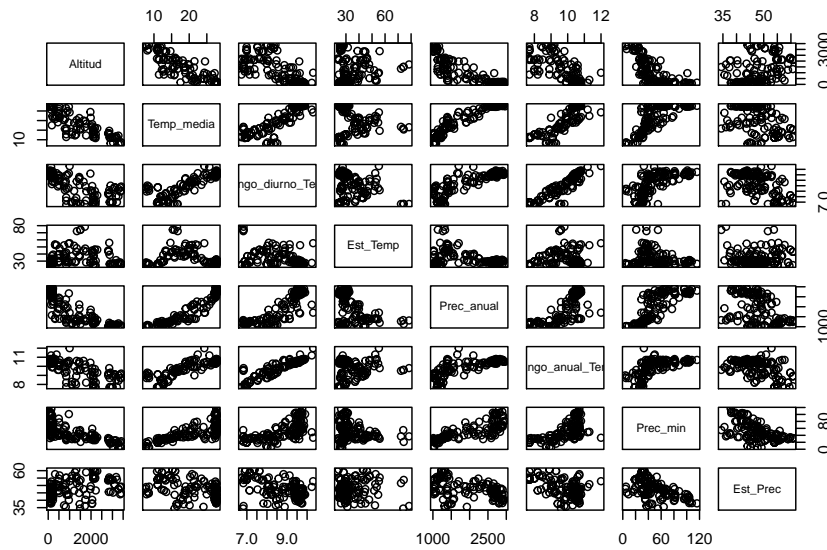 10 20
30 60
8 10 12
35 50
Altitud
0 3000
10
Temp_media
ngo_diurno_Te
7.0
30 80
Est_Temp
Prec_anual
1000
8 11
ngo_anual_Ter
Prec_min
0 80
35 60
Est_Prec
0 2000
7.0 9.0
1000 2500
0 60 120